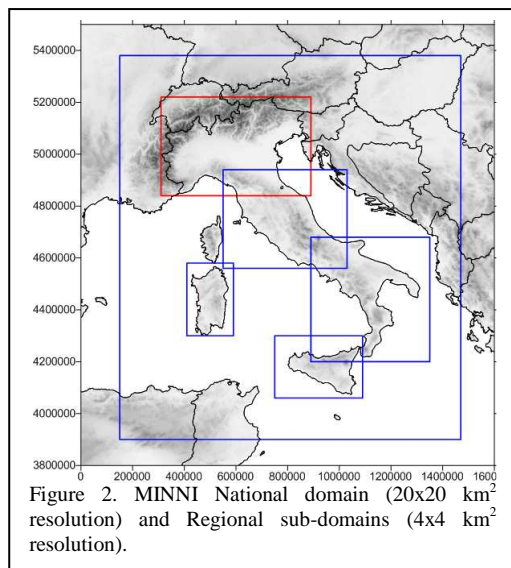 5400000
5200000
5000000
4800000
4600000
4400000
4200000
4000000
3800000
0 200000 400000 600000 800000 1000000 1200000 1400000 1600
Figure 2. MINNI National domain (20x20 km²
resolution) and Regional sub-domains (4x4 km²
resolution).